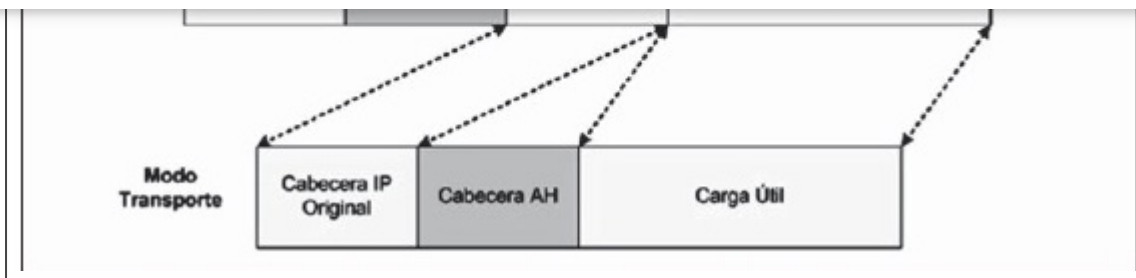 Modo
Transporte
Cabecera IP
Original
Cabecera AH
Carga Útil